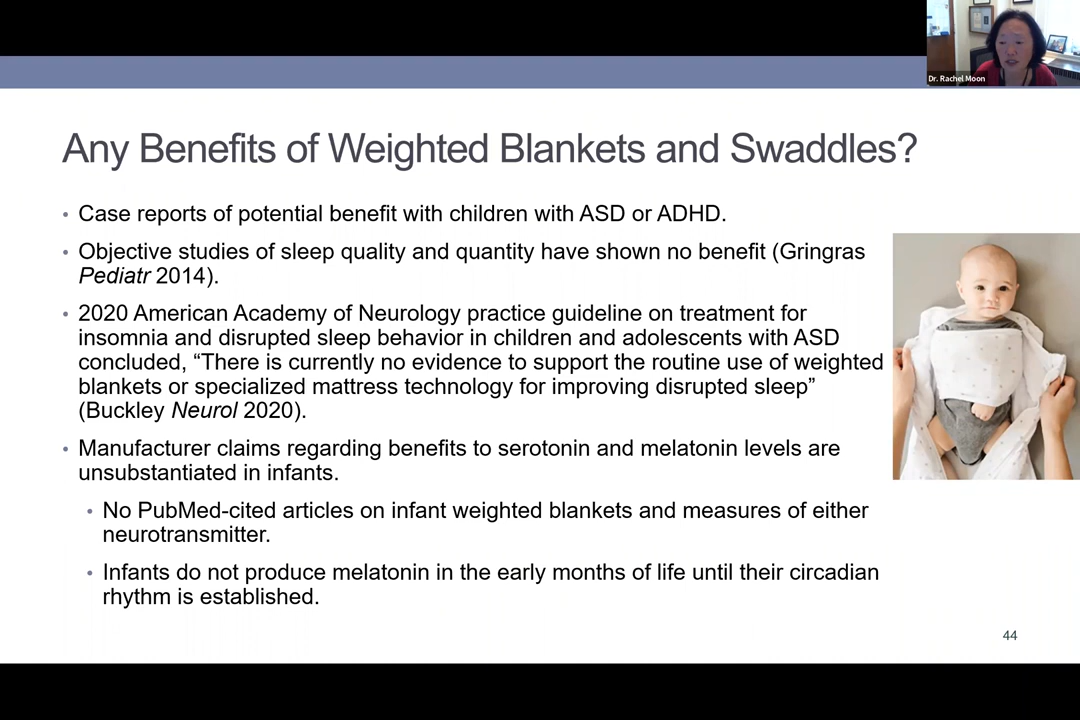 Dr. Rachel Moon
Any Benefits of Weighted Blankets and Swaddles?
• Case reports of potential benefit with children with ASD or ADHD.
• Objective studies of sleep quality and quantity have shown no benefit (Gringras
Pediatr 2014).
• 2020 American Academy of Neurology practice guideline on treatment for
insomnia and disrupted sleep behavior in children and adolescents with ASD
concluded, “There is currently no evidence to support the routine use of weighted
blankets or specialized mattress technology for improving disrupted sleep”
(Buckley Neurol 2020).
• Manufacturer claims regarding benefits to serotonin and melatonin levels are
unsubstantiated in infants.
• No PubMed-cited articles on infant weighted blankets and measures of either
neurotransmitter.
• Infants do not produce melatonin in the early months of life until their circadian
rhythm is established.
44